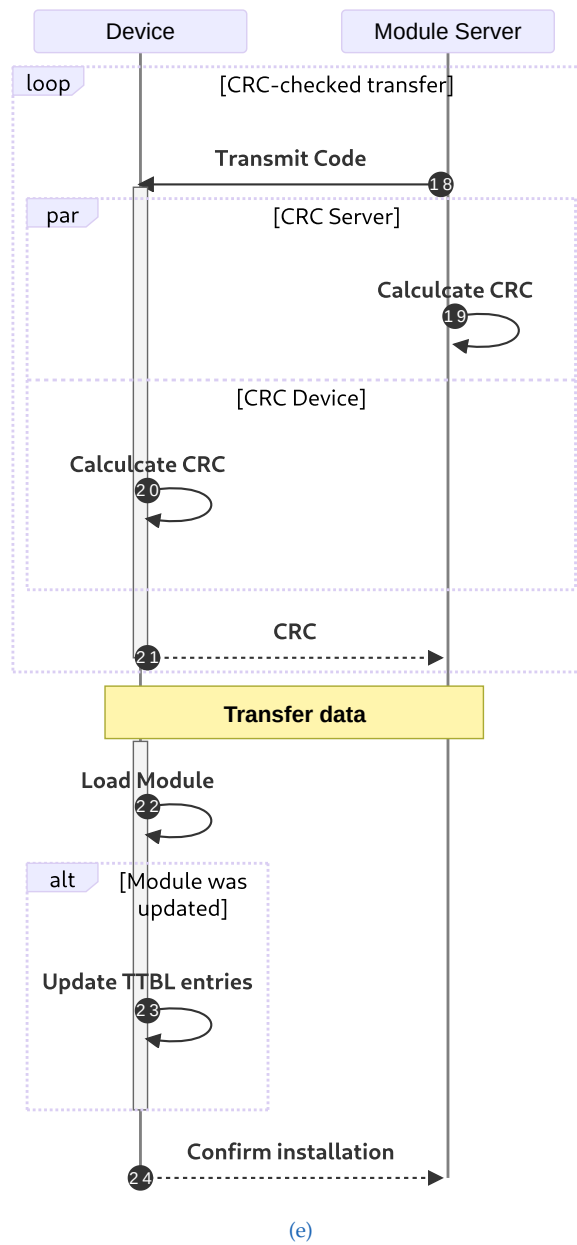 Device
Module Server
loop
[CRC-checked transfer]
Transmit Code
18
par
[CRC Server]
Calculcate CRC
19
[CRC Device]
Calculcate CRC
20
CRC
21
Transfer data
Load Module
22
alt
[Module was
updated]
Update TTBL entries
23
Confirm installation
24
(e)